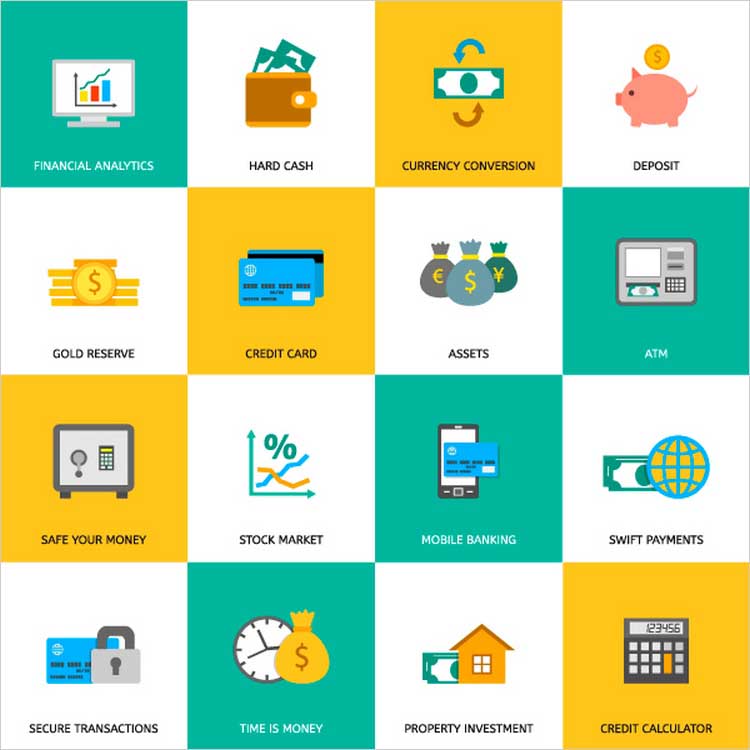 FINANCIAL ANALYTICS
HARD CASH
CURRENCY CONVERSION
$
DEPOSIT
$
GOLD RESERVE
CREDIT CARD
€ $ ¥
ASSETS
ATM
SAFE YOUR MONEY
%
STOCK MARKET
MOBILE BANKING
SWIFT PAYMENTS
SECURE TRANSACTIONS
$
TIME IS MONEY
PROPERTY INVESTMENT
123456
CREDIT CALCULATOR